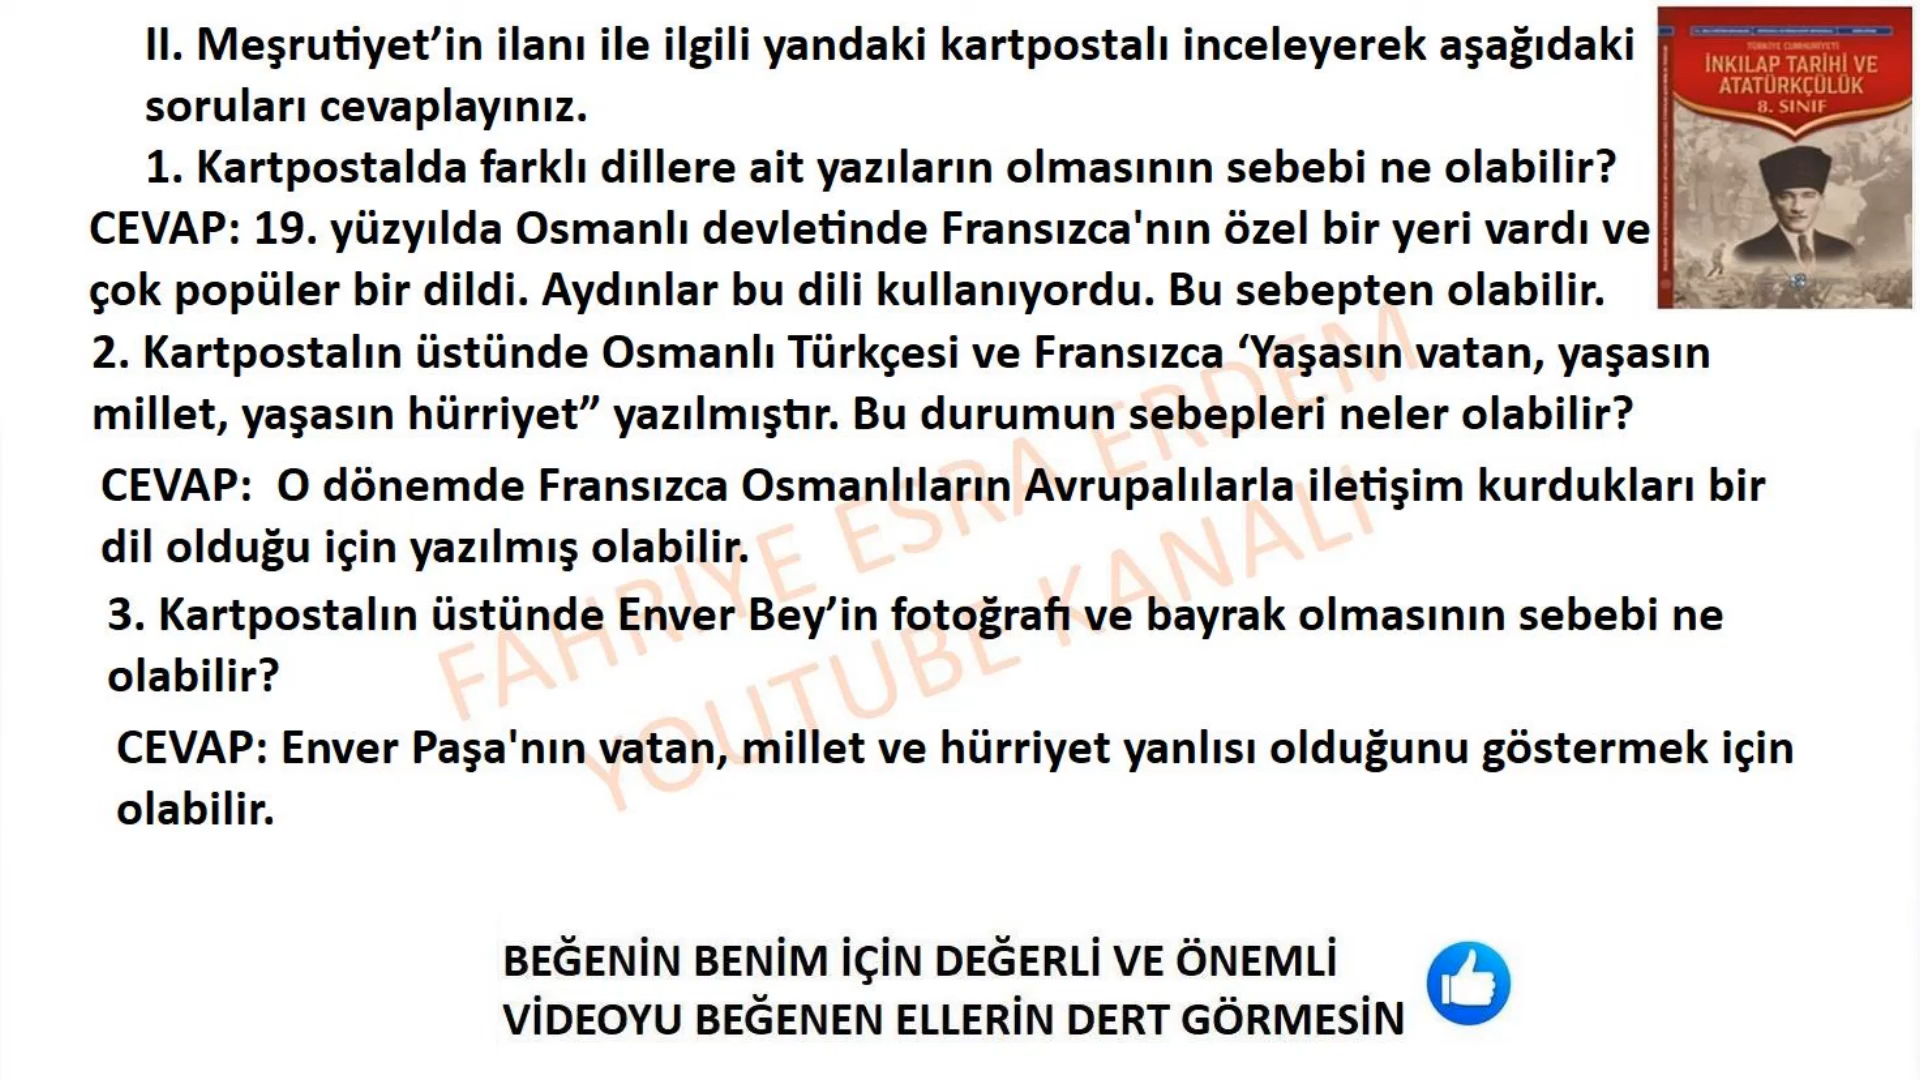 II. Meşrutiyet’in ilanı ile ilgili yandaki kartpostalı inceleyerek aşağıdaki
soruları cevaplayınız.
1. Kartpostalda farklı dillere ait yazıların olmasının sebebi ne olabilir?
CEVAP: 19. yüzyılda Osmanlı devletinde Fransızca'nın özel bir yeri vardı ve
çok popüler bir dildi. Aydınlar bu dili kullanıyordu. Bu sebepten olabilir.
2. Kartpostalın üstünde Osmanlı Türkçesi ve Fransızca ‘Yaşasın vatan, yaşasın
millet, yaşasın hürriyet” yazılmıştır. Bu durumun sebepleri neler olabilir?
CEVAP: O dönemde Fransızca Osmanlıların Avrupalılarla iletişim kurdukları bir
dil olduğu için yazılmış olabilir.
3. Kartpostalın üstünde Enver Bey’in fotoğrafı ve bayrak olmasının sebebi ne
olabilir?
CEVAP: Enver Paşa'nın vatan, millet ve hürriyet yanlısı olduğunu göstermek için
olabilir.
BEĞENİN BENİM İÇİN DEĞERLİ VE ÖNEMLİ
VİDEOYU BEĞENEN ELLERİN DERT GÖRMESİN
FAHRIYE ESRA ERDEM
YOUTUBE KANALI
TÜRKİYE CUMHURİYETİ
İNKILAP TARİHİ VE
ATATÜRKÇÜLÜK
8. SINIF